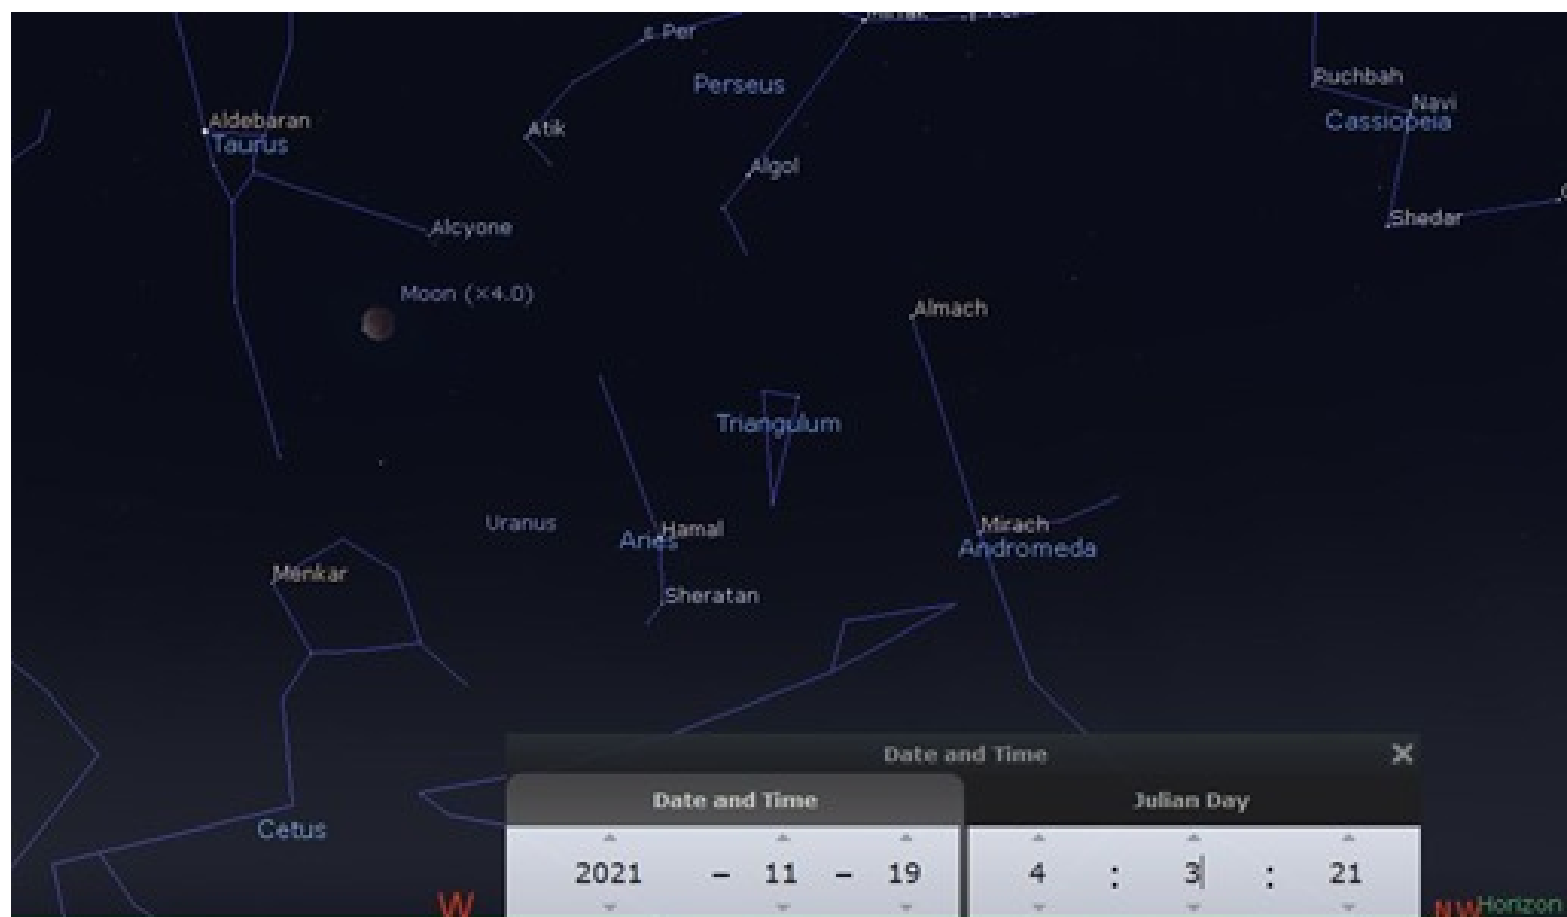 ε Per
Perseus
Ruchbah
Navi
Cassiopeia
Aldebaran
Taurus
Atik
Algol
Alcyone
Shedar
Moon (×4.0)
Almach
Triangulum
Uranus
Hamal
Aries
Mirach
Andromeda
Menkar
Sheratan
Date and Time
Date and Time
Julian Day
Cetus
2021 - 11 - 19 4 : 3 : 21
W
NW Horizon